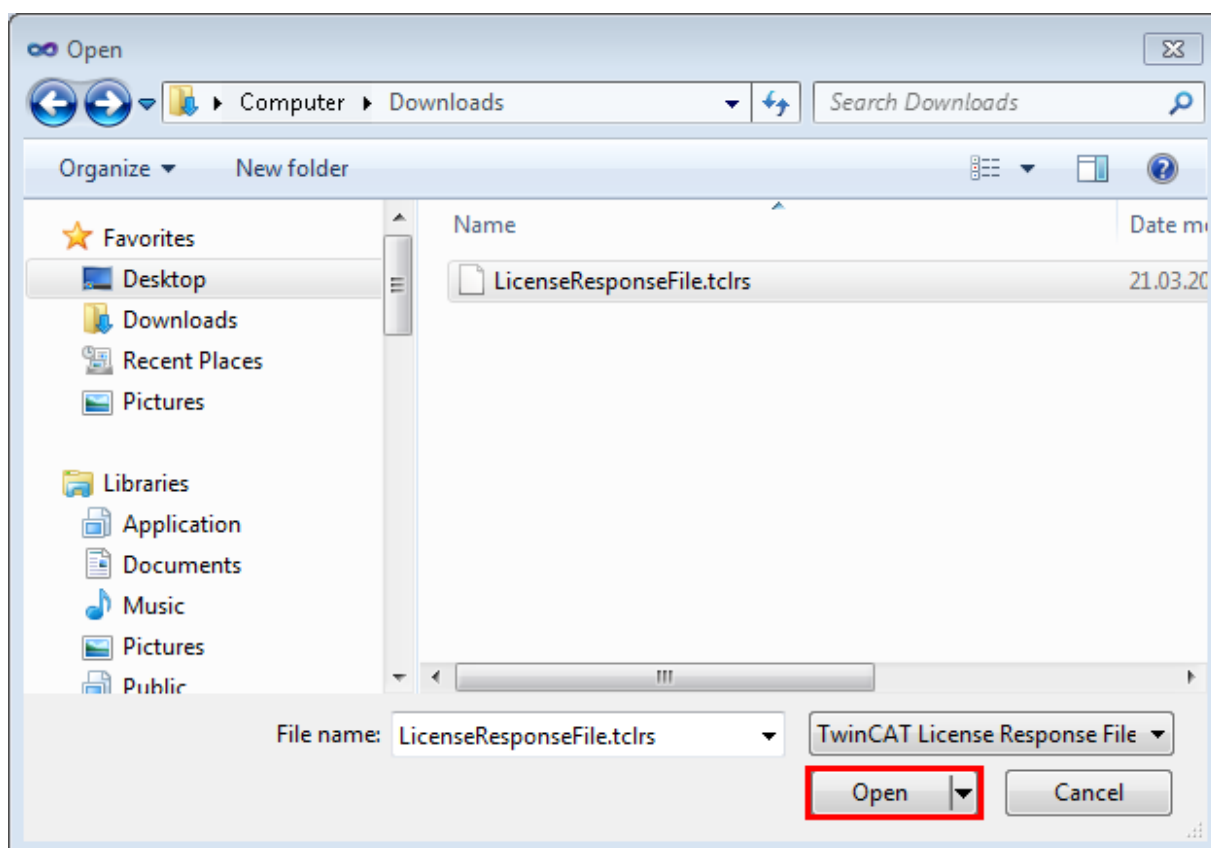 Open
Computer Downloads
Search Downloads
Organize New folder
Name Date m
Favorites
Desktop
LicenseResponseFile.tclrs 21.03.20
Downloads
Recent Places
Pictures
Libraries
Application
Documents
Music
Pictures
Public
File name: LicenseResponseFile.tclrs TwinCAT License Response File
Open Cancel